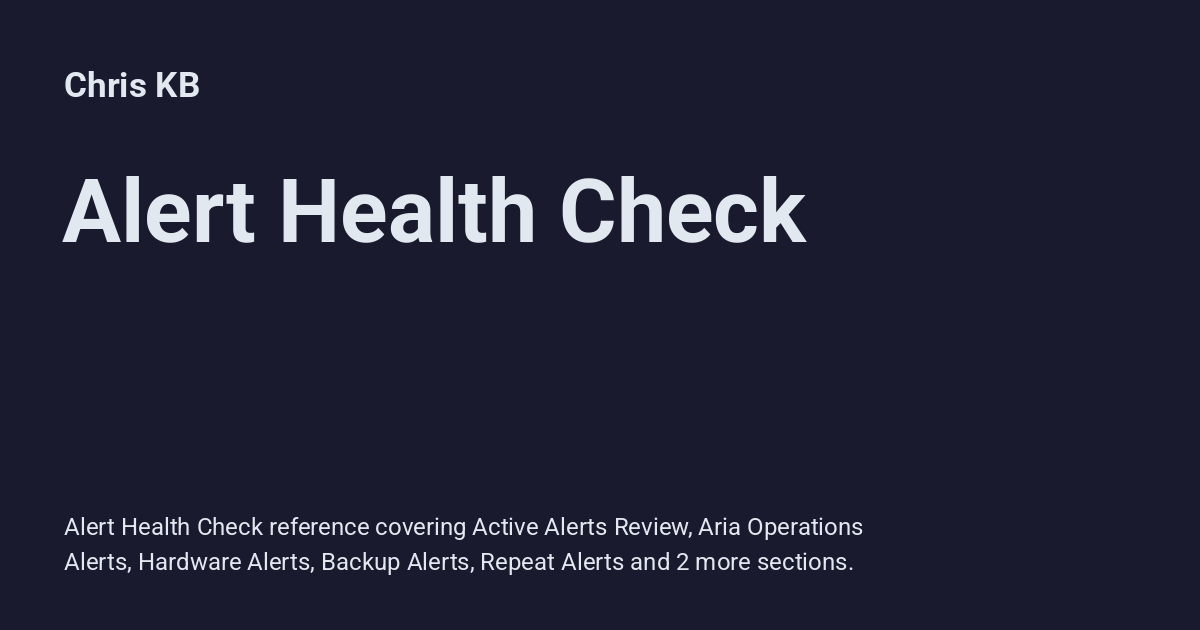 Chris KB
Alert Health Check
Alert Health Check reference covering Active Alerts Review, Aria Operations
Alerts, Hardware Alerts, Backup Alerts, Repeat Alerts and 2 more sections.